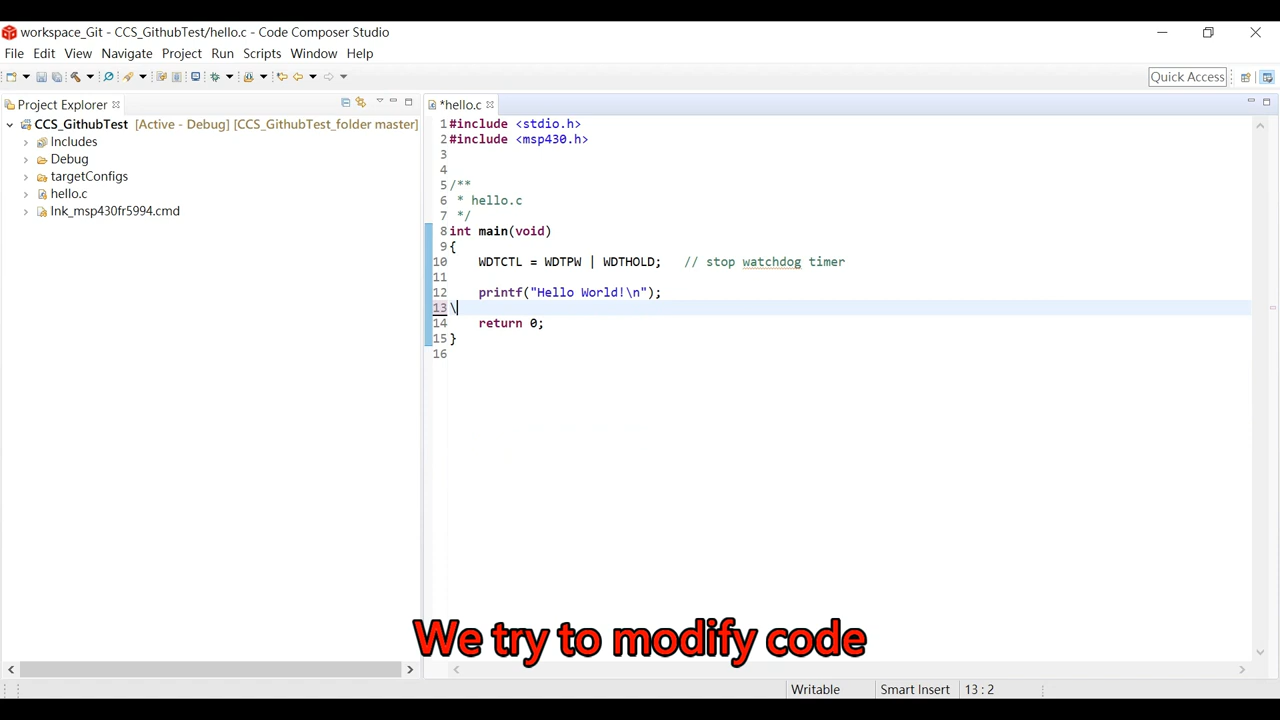 workspace_Git - CCS_GithubTest/hello.c - Code Composer Studio
File Edit View Navigate Project Run Scripts Window Help
Quick Access
Project Explorer
*hello.c
CCS_GithubTest [Active - Debug] [CCS_GithubTest_folder master]
Includes
Debug
targetConfigs
hello.c
lnk_msp430fr5994.cmd
1 #include <stdio.h>
2 #include <msp430.h>
3
4
5 /**
6 * hello.c
7 */
8 int main(void)
9 {
10 WDTCTL = WDTPW | WDTHOLD; // stop watchdog timer
11
12 printf("Hello World!\n");
13 \
14 return 0;
15 }
16
We try to modify code
Writable Smart Insert 13 : 2